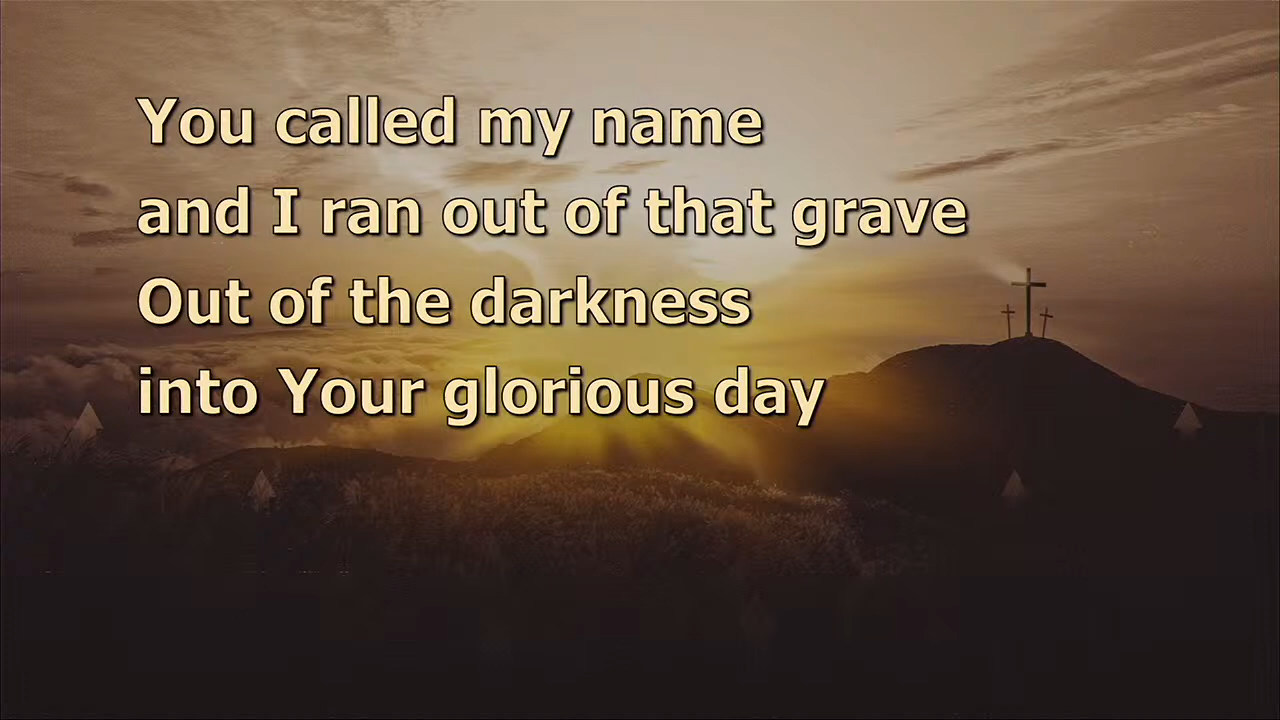 You called my name
and I ran out of that grave
Out of the darkness
into Your glorious day